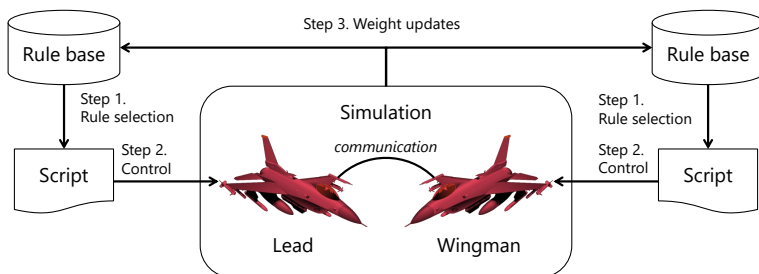 Step 3. Weight updates
Rule base
Rule base
Step 1.
Rule selection
Simulation
Step 1.
Rule selection
communication
Script
Step 2.
Control
Step 2.
Control
Script
Lead
Wingman